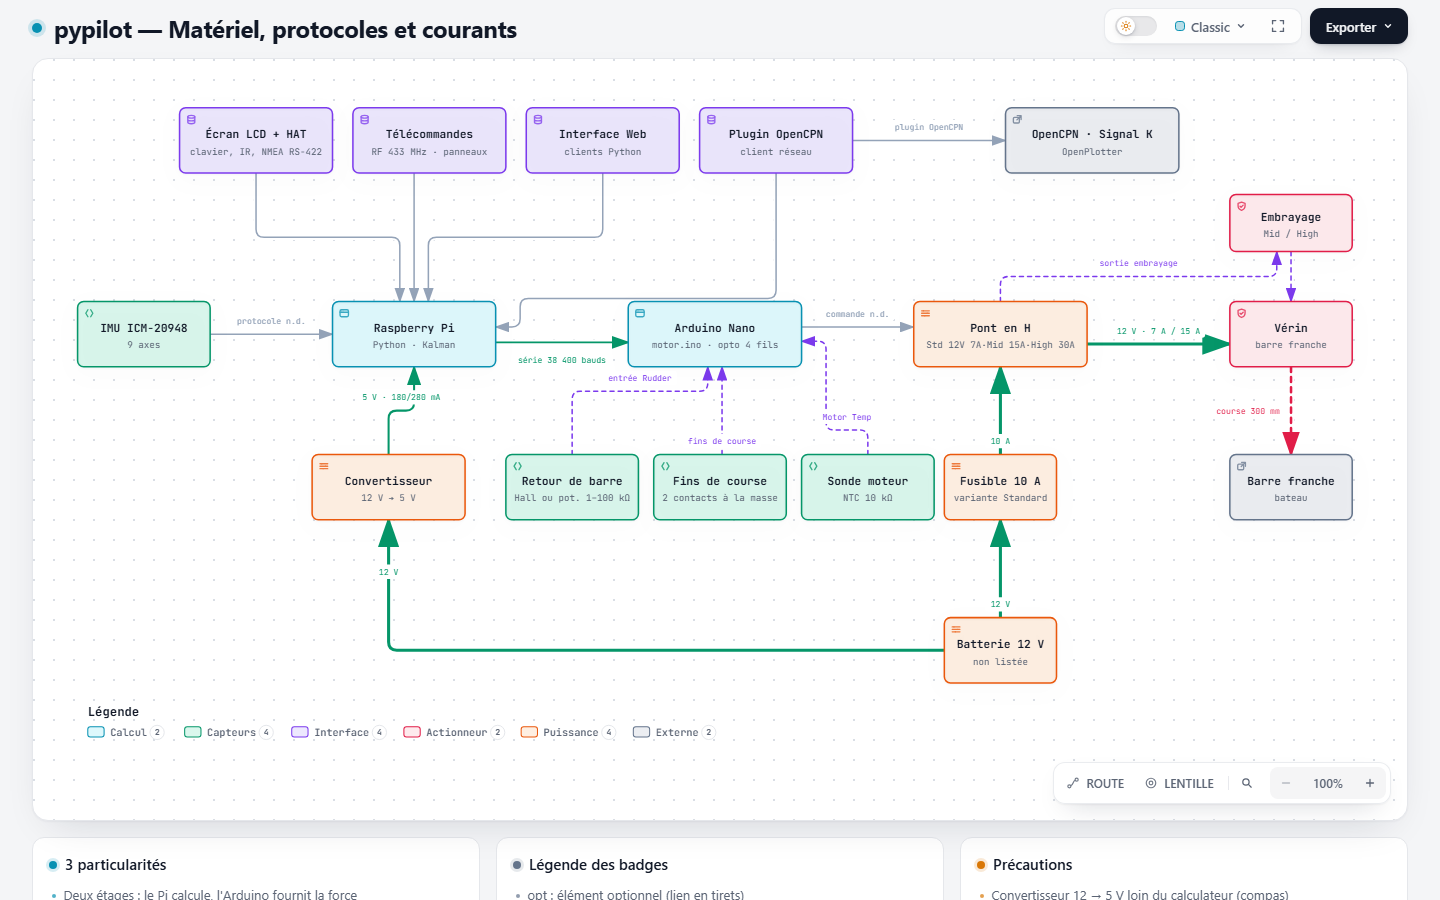 pypilot — Matériel, protocoles et courants
Classic
Exporter
Écran LCD + HAT
clavier, IR, NMEA RS-422
Télécommandes
RF 433 MHz · panneaux
Interface Web
clients Python
Plugin OpenCPN
client réseau
plugin OpenCPN
OpenCPN · Signal K
OpenPlotter
Embrayage
Mid / High
sortie embrayage
IMU ICM-20948
9 axes
protocole n.d.
Raspberry Pi
Python · Kalman
série 38 400 bauds
Arduino Nano
motor.ino · opto 4 fils
commande n.d.
Pont en H
Std 12V 7A·Mid 15A·High 30A
12 V · 7 A / 15 A
Vérin
barre franche
entrée Rudder
5 V · 180/280 mA
Motor Temp
course 300 mm
fins de course
10 A
Convertisseur
12 V → 5 V
Retour de barre
Hall ou pot. 1–100 kΩ
Fins de course
2 contacts à la masse
Sonde moteur
NTC 10 kΩ
Fusible 10 A
variante Standard
Barre franche
bateau
12 V
12 V
Batterie 12 V
non listée
Légende
Calcul 2
Capteurs 4
Interface 4
Actionneur 2
Puissance 4
Externe 2
ROUTE
LENTILLE
− 100% +
3 particularités
• Deux étages : le Pi calcule, l'Arduino fournit la force
Légende des badges
• opt : élément optionnel (lien en tirets)
Précautions
• Convertisseur 12 → 5 V loin du calculateur (compas)